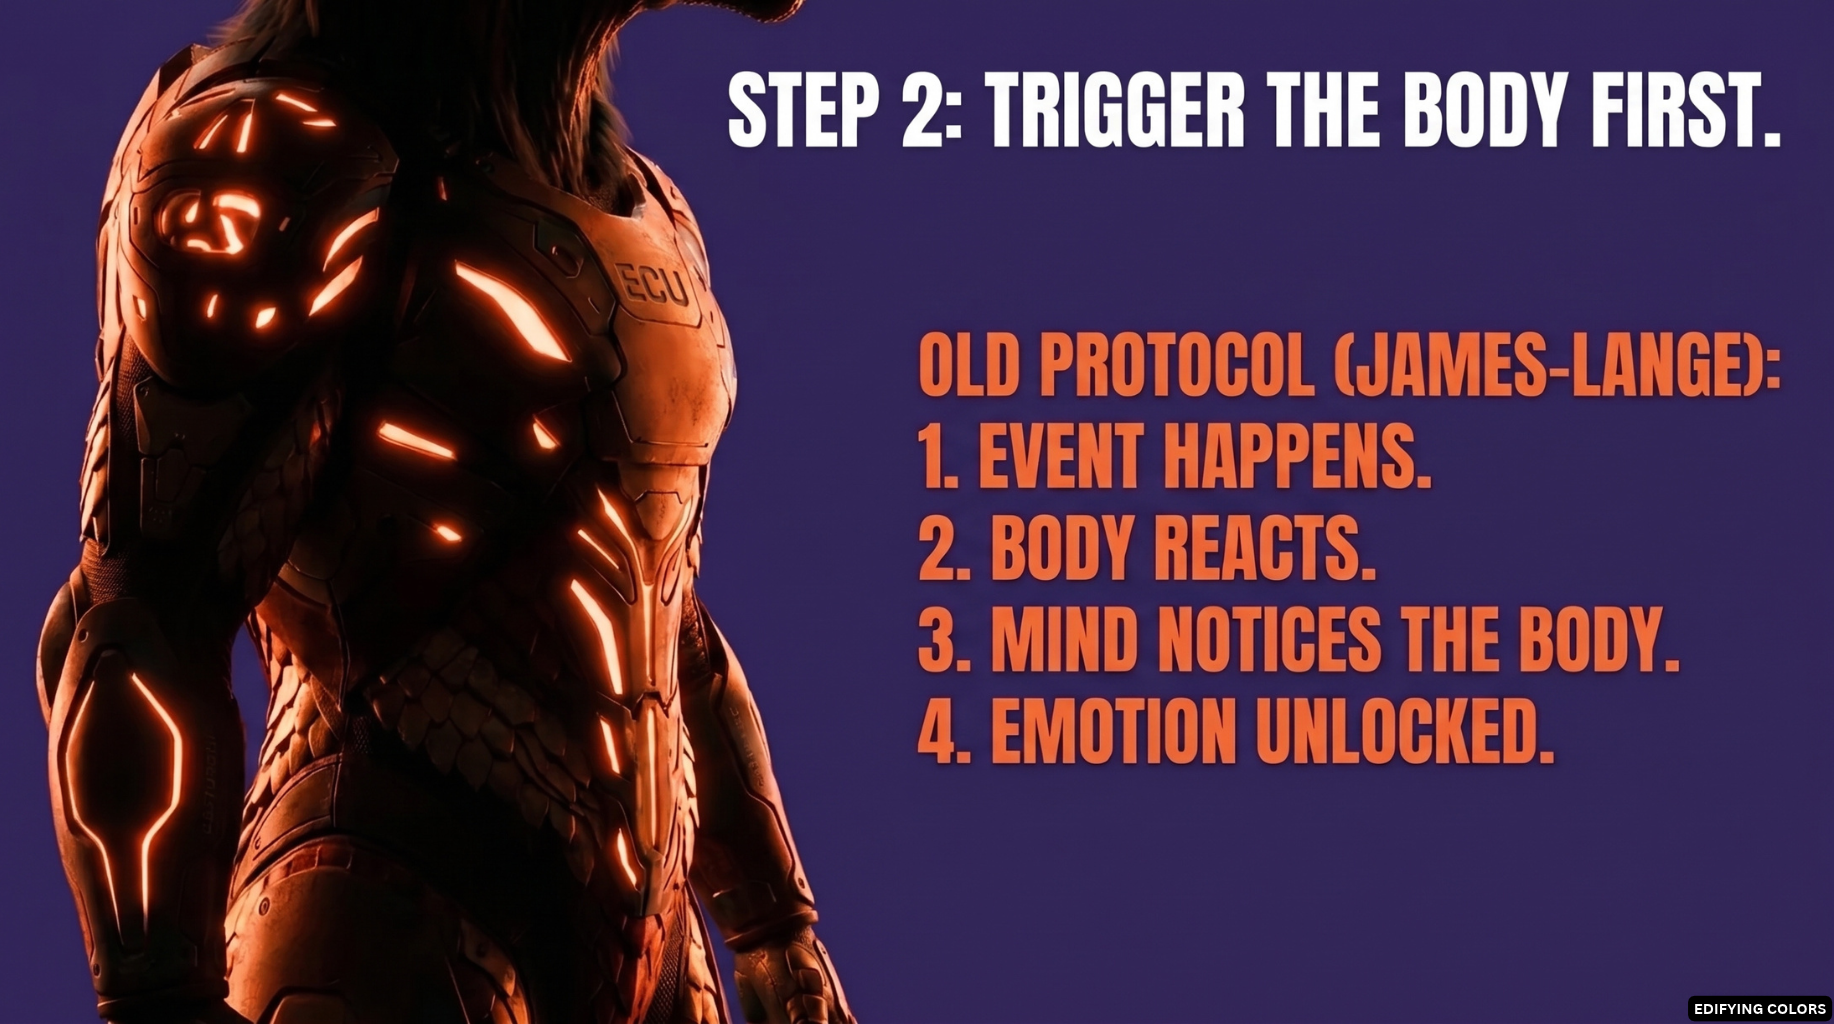 STEP 2: TRIGGER THE BODY FIRST.
ECU
OLD PROTOCOL (JAMES-LANGE):
1. EVENT HAPPENS.
2. BODY REACTS.
3. MIND NOTICES THE BODY.
4. EMOTION UNLOCKED.
EDIFYING COLORS